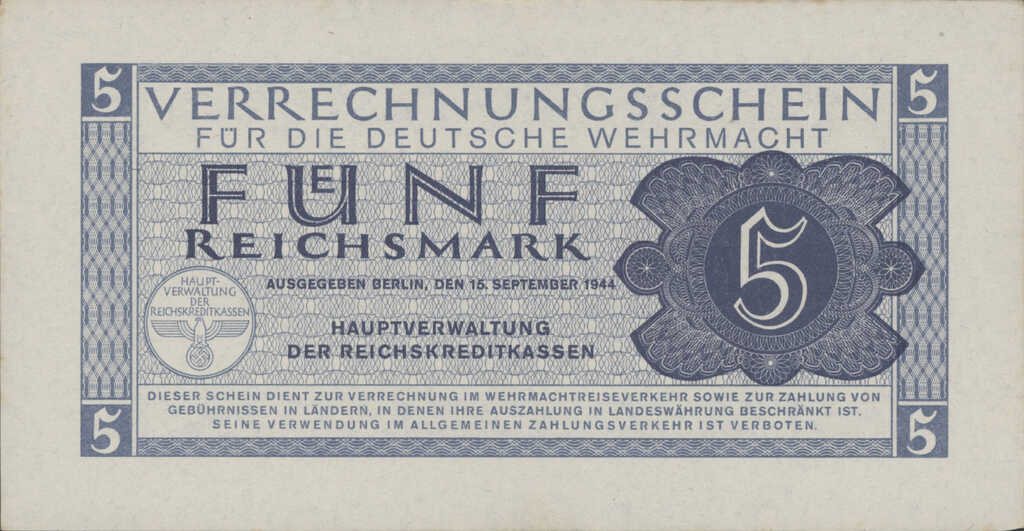 5
5
VERRECHNUNGSSCHEIN
FÜR DIE DEUTSCHE WEHRMACHT
FUENF
REICHSMARK
5
AUSGEGEBEN BERLIN, DEN 15. SEPTEMBER 1944
HAUPT-
VERWALTUNG
DER
REICHSKREDITKASSEN
HAUPTVERWALTUNG
DER REICHSKREDITKASSEN
DIESER SCHEIN DIENT ZUR VERRECHNUNG IM WEHRMACHTREISEVERKEHR SOWIE ZUR ZAHLUNG VON
GEBÜHRNISSEN IN LÄNDERN, IN DENEN IHRE AUSZAHLUNG IN LANDESWÄHRUNG BESCHRÄNKT IST.
SEINE VERWENDUNG IM ALLGEMEINEN ZAHLUNGSVERKEHR IST VERBOTEN.
5
5